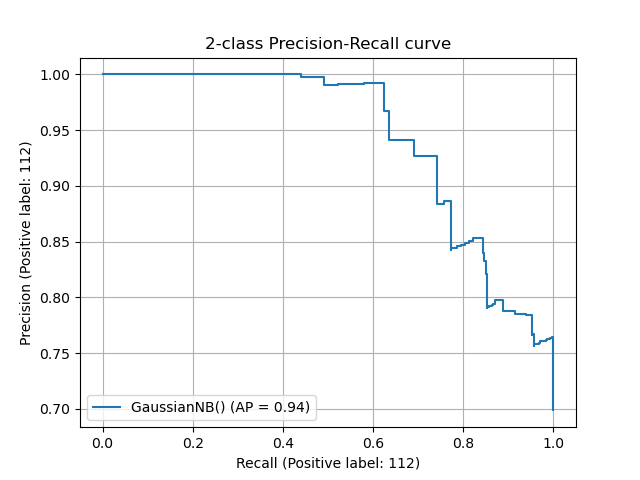 2-class Precision-Recall curve
1.00
0.95
0.90
0.85
0.80
0.75
0.70
Precision (Positive label: 112)
GaussianNB() (AP = 0.94)
0.0 0.2 0.4 0.6 0.8 1.0
Recall (Positive label: 112)